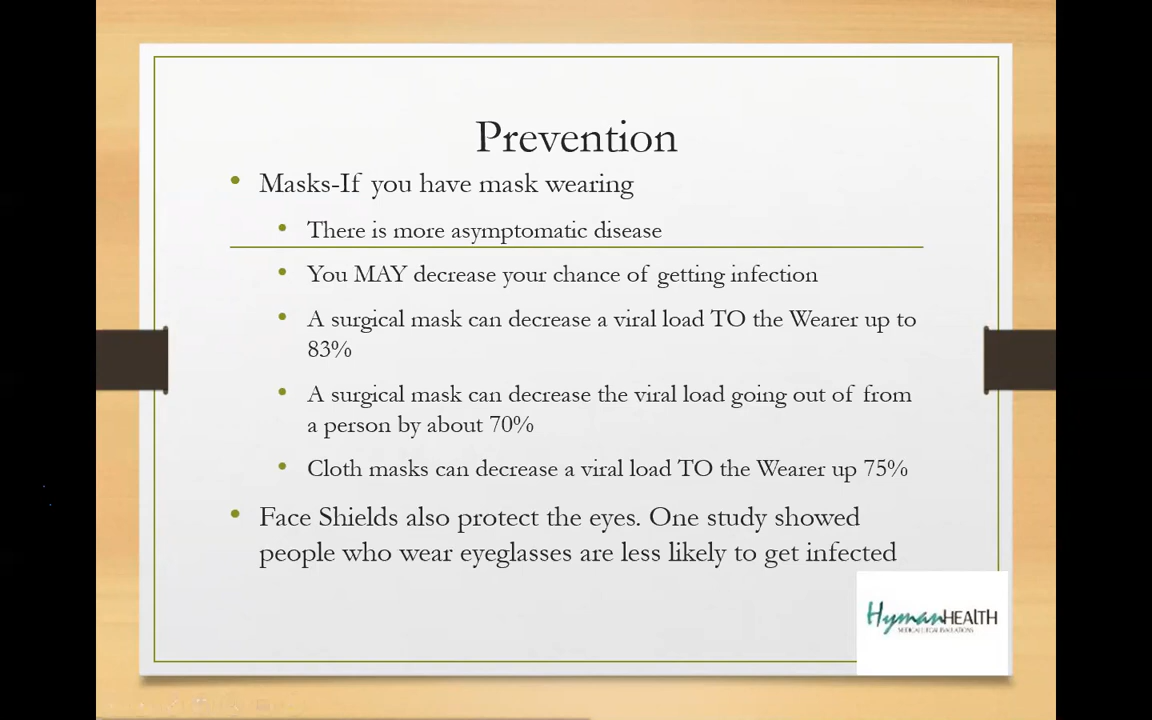 Prevention
• Masks-If you have mask wearing
• There is more asymptomatic disease
• You MAY decrease your chance of getting infection
• A surgical mask can decrease a viral load TO the Wearer up to
83%
• A surgical mask can decrease the viral load going out of from
a person by about 70%
• Cloth masks can decrease a viral load TO the Wearer up 75%
• Face Shields also protect the eyes. One study showed
people who wear eyeglasses are less likely to get infected
HymanHEALTH
MEDICAL LEGAL EVALUATIONS